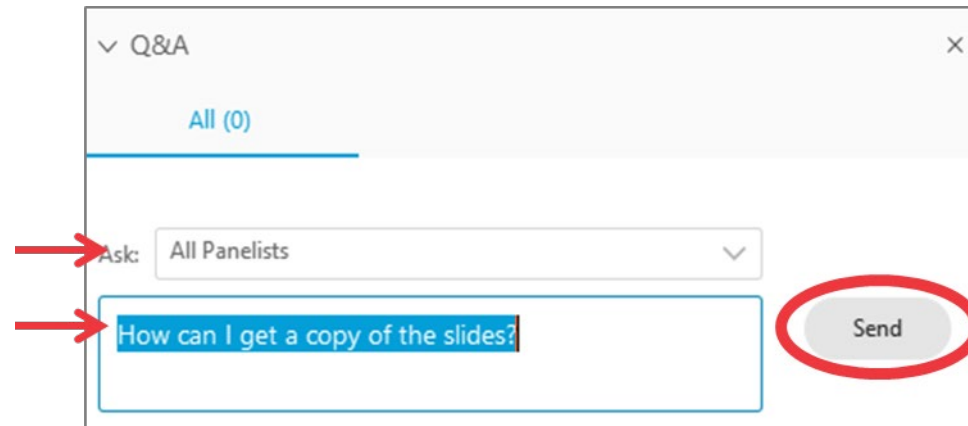 Q&A
All (0)
Ask: All Panelists
How can I get a copy of the slides?
Send